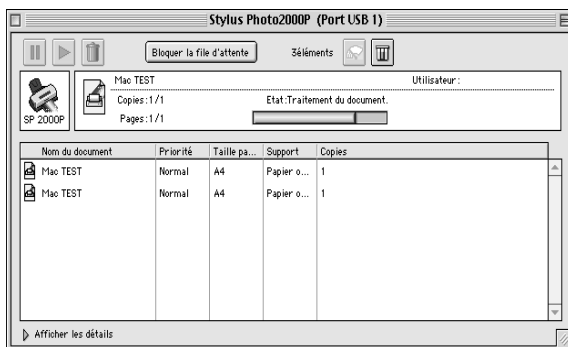 Stylus Photo2000P (Port USB 1)
Bloquer la file d'attente 3éléments
Mac TEST Utilisateur:
Copies:1/1 Etat:Traitement du document.
SP 2000P Pages:1/1
Nom du document Priorité Taille pa... Support Copies
Mac TEST Normal A4 Papier o... 1
Mac TEST Normal A4 Papier o... 1
Afficher les détails